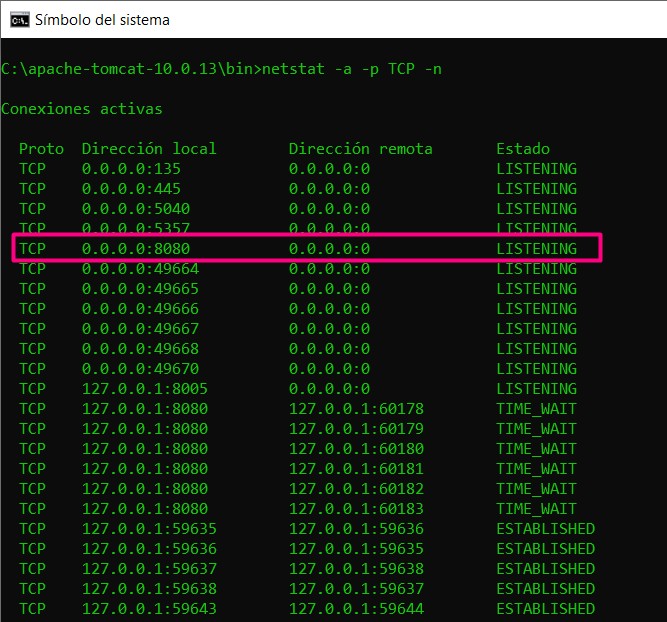 Símbolo del sistema
C:\apache-tomcat-10.0.13\bin>netstat -a -p TCP -n
Conexiones activas
Proto Dirección local Dirección remota Estado
TCP 0.0.0.0:135 0.0.0.0:0 LISTENING
TCP 0.0.0.0:445 0.0.0.0:0 LISTENING
TCP 0.0.0.0:5040 0.0.0.0:0 LISTENING
TCP 0.0.0.0:5357 0.0.0.0:0 LISTENING
TCP 0.0.0.0:8080 0.0.0.0:0 LISTENING
TCP 0.0.0.0:49664 0.0.0.0:0 LISTENING
TCP 0.0.0.0:49665 0.0.0.0:0 LISTENING
TCP 0.0.0.0:49666 0.0.0.0:0 LISTENING
TCP 0.0.0.0:49667 0.0.0.0:0 LISTENING
TCP 0.0.0.0:49668 0.0.0.0:0 LISTENING
TCP 0.0.0.0:49670 0.0.0.0:0 LISTENING
TCP 127.0.0.1:8005 0.0.0.0:0 LISTENING
TCP 127.0.0.1:8080 127.0.0.1:60178 TIME_WAIT
TCP 127.0.0.1:8080 127.0.0.1:60179 TIME_WAIT
TCP 127.0.0.1:8080 127.0.0.1:60180 TIME_WAIT
TCP 127.0.0.1:8080 127.0.0.1:60181 TIME_WAIT
TCP 127.0.0.1:8080 127.0.0.1:60182 TIME_WAIT
TCP 127.0.0.1:8080 127.0.0.1:60183 TIME_WAIT
TCP 127.0.0.1:59635 127.0.0.1:59636 ESTABLISHED
TCP 127.0.0.1:59636 127.0.0.1:59635 ESTABLISHED
TCP 127.0.0.1:59637 127.0.0.1:59638 ESTABLISHED
TCP 127.0.0.1:59638 127.0.0.1:59637 ESTABLISHED
TCP 127.0.0.1:59643 127.0.0.1:59644 ESTABLISHED